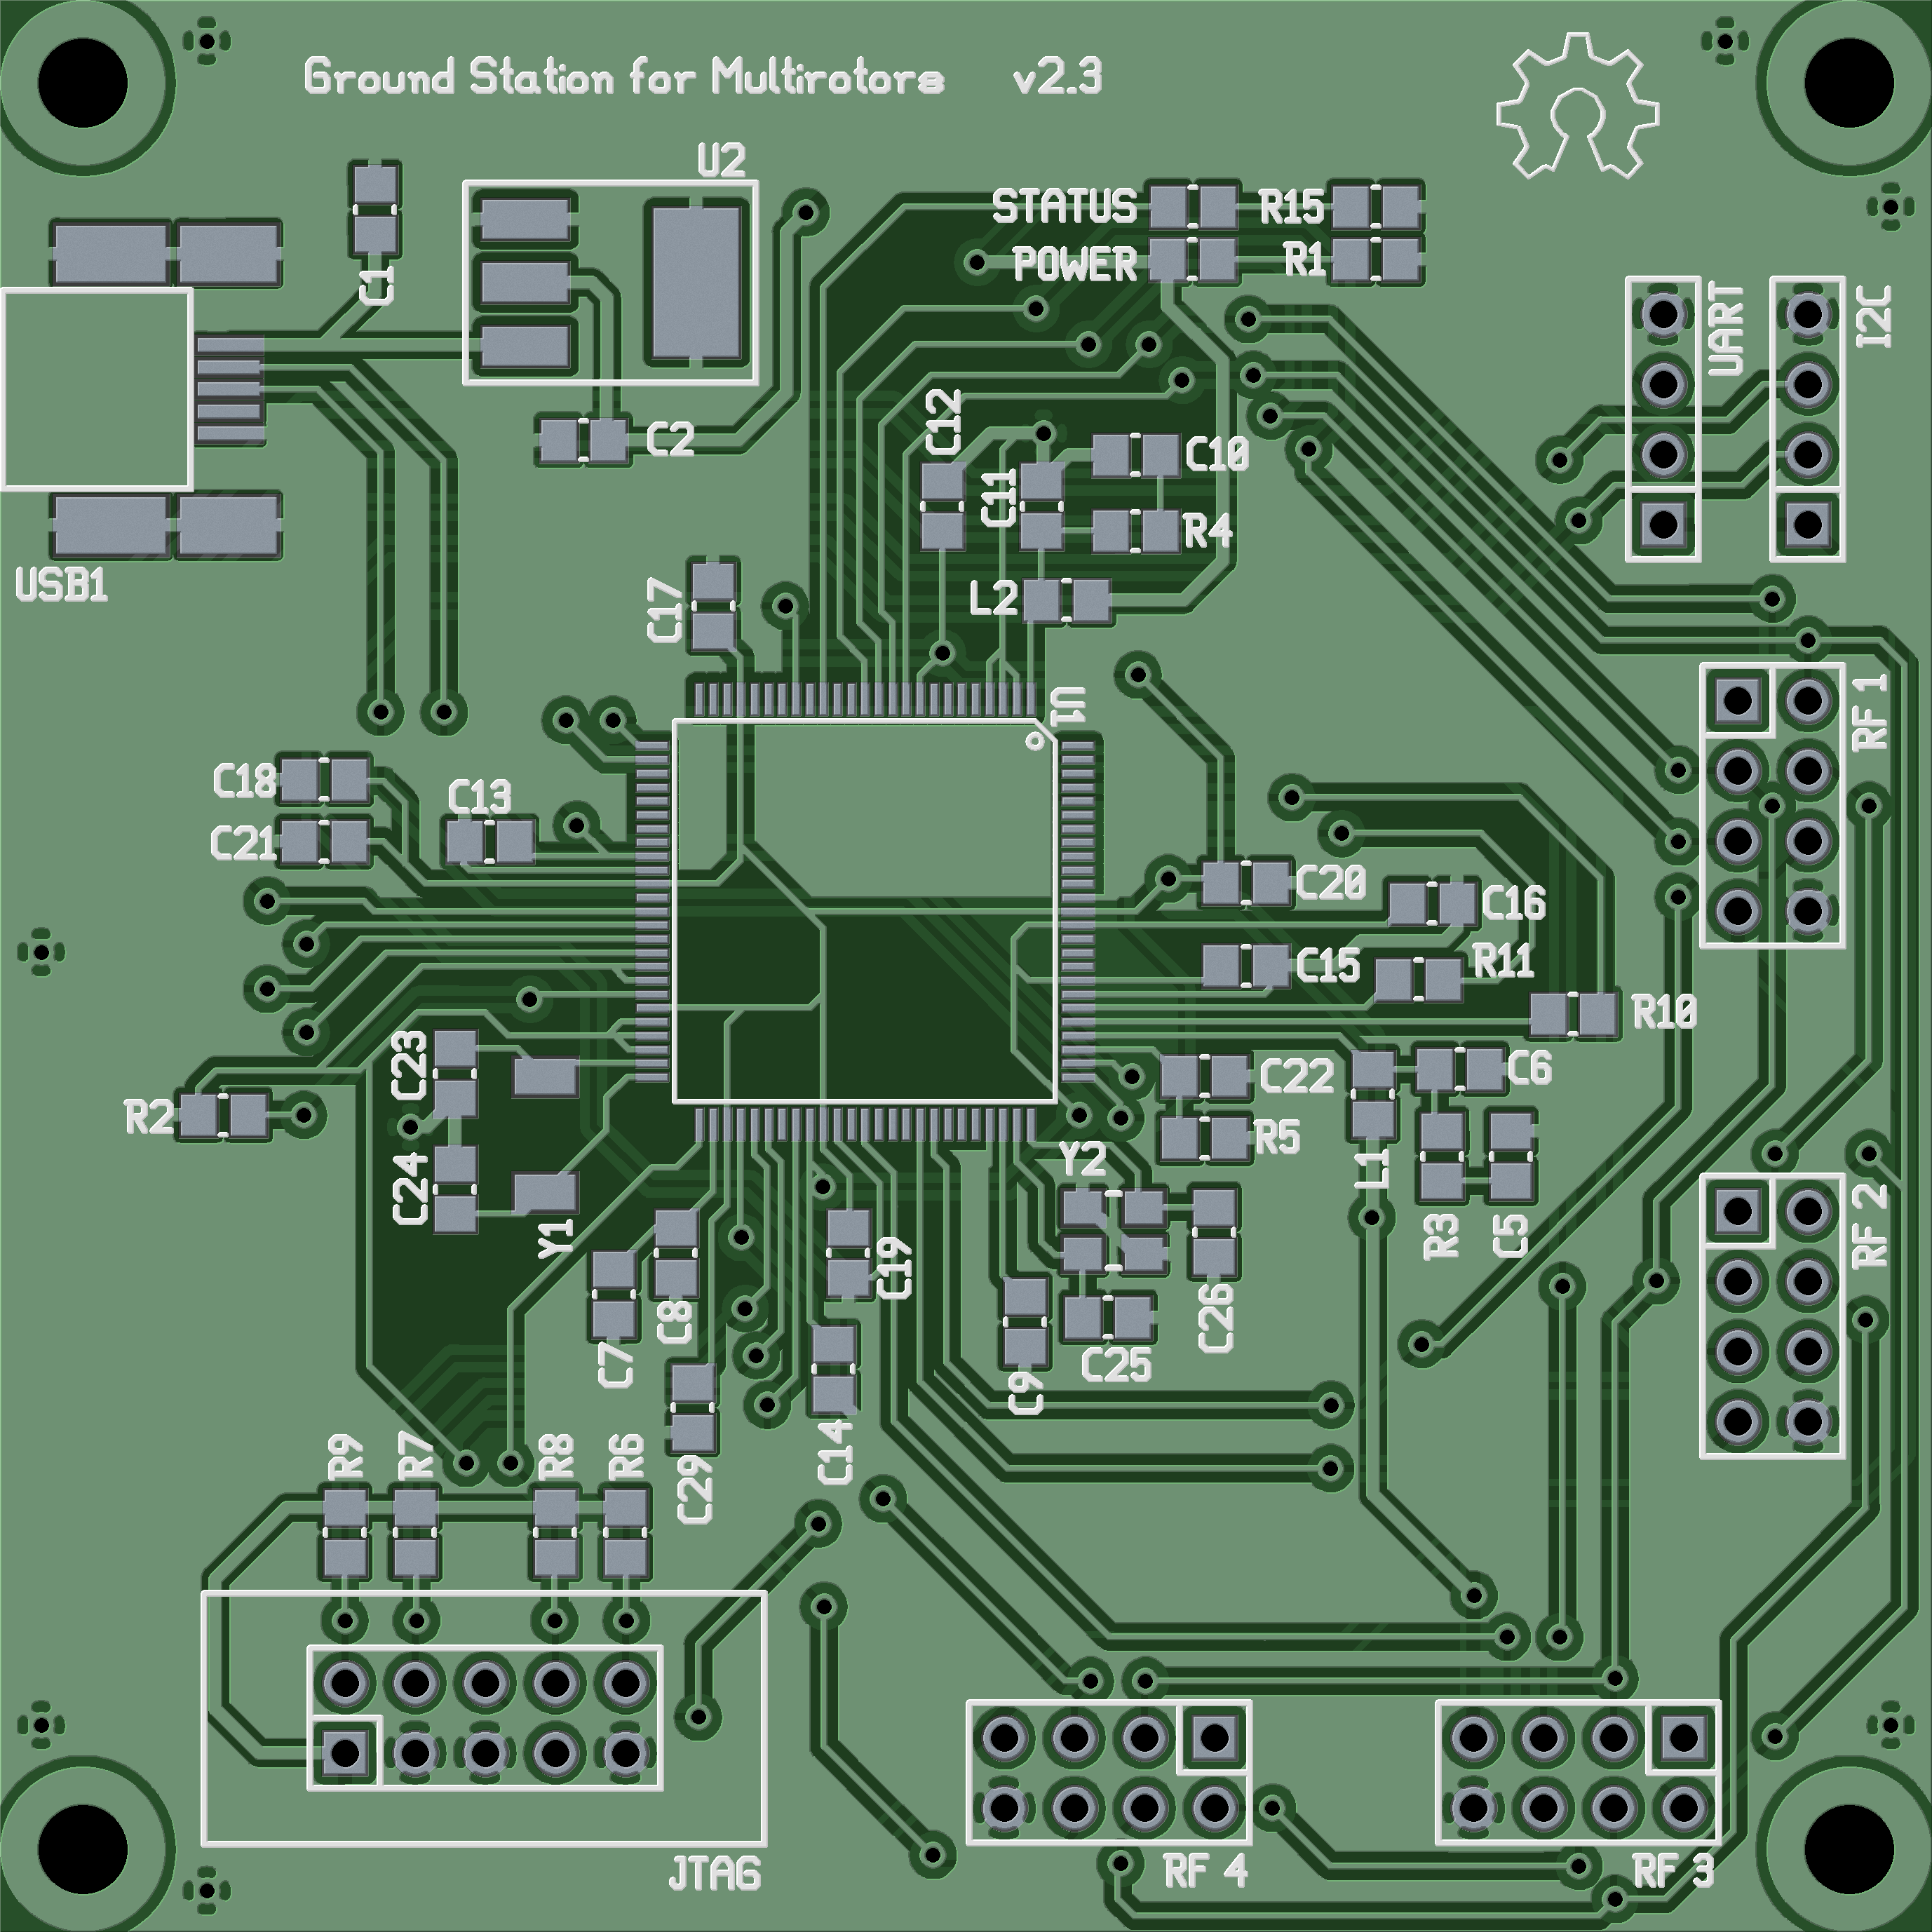 Ground Station for Multirotors v2.3
U2
STATUS
R15
POWER
R1
C1
UART
I2C
C2
C12
C10
C11
R4
USB1
L2
C17
U1
RF 1
C18
C13
C21
C20
C16
C15
R11
R10
C23
C22
C6
R2
R5
Y2
L1
C24
Y1
C19
R3
C5
RF 2
C8
C7
C26
C25
C9
R9
R7
R8
R6
C14
C29
JTAG
RF 4
RF 3